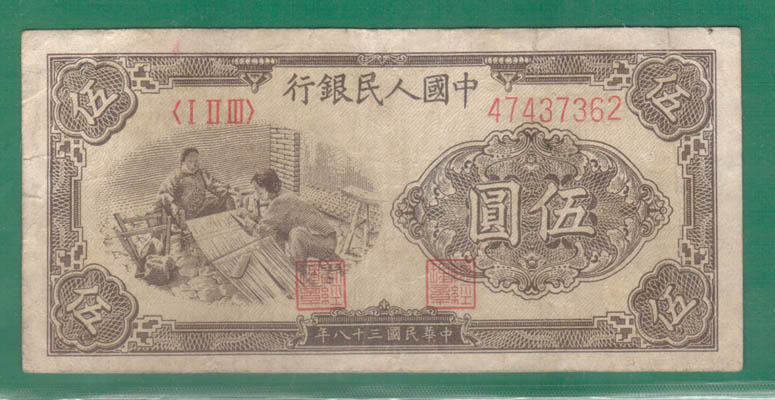 中國人民銀行
〈I II III〉
47437362
伍
伍
伍圓
伍
伍
中華民國三十八年